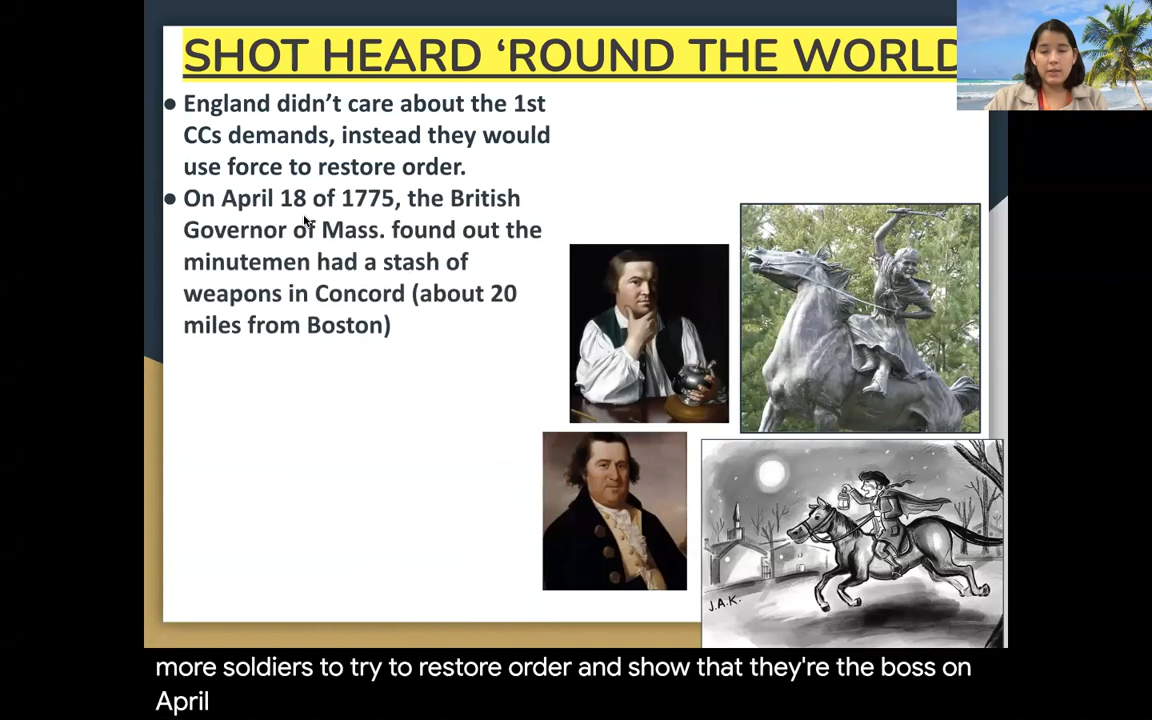 SHOT HEARD ‘ROUND THE WORLD
● England didn’t care about the 1st
CCs demands, instead they would
use force to restore order.
● On April 18 of 1775, the British
Governor of Mass. found out the
minutemen had a stash of
weapons in Concord (about 20
miles from Boston)
J.A.K.
more soldiers to try to restore order and show that they're the boss on
April